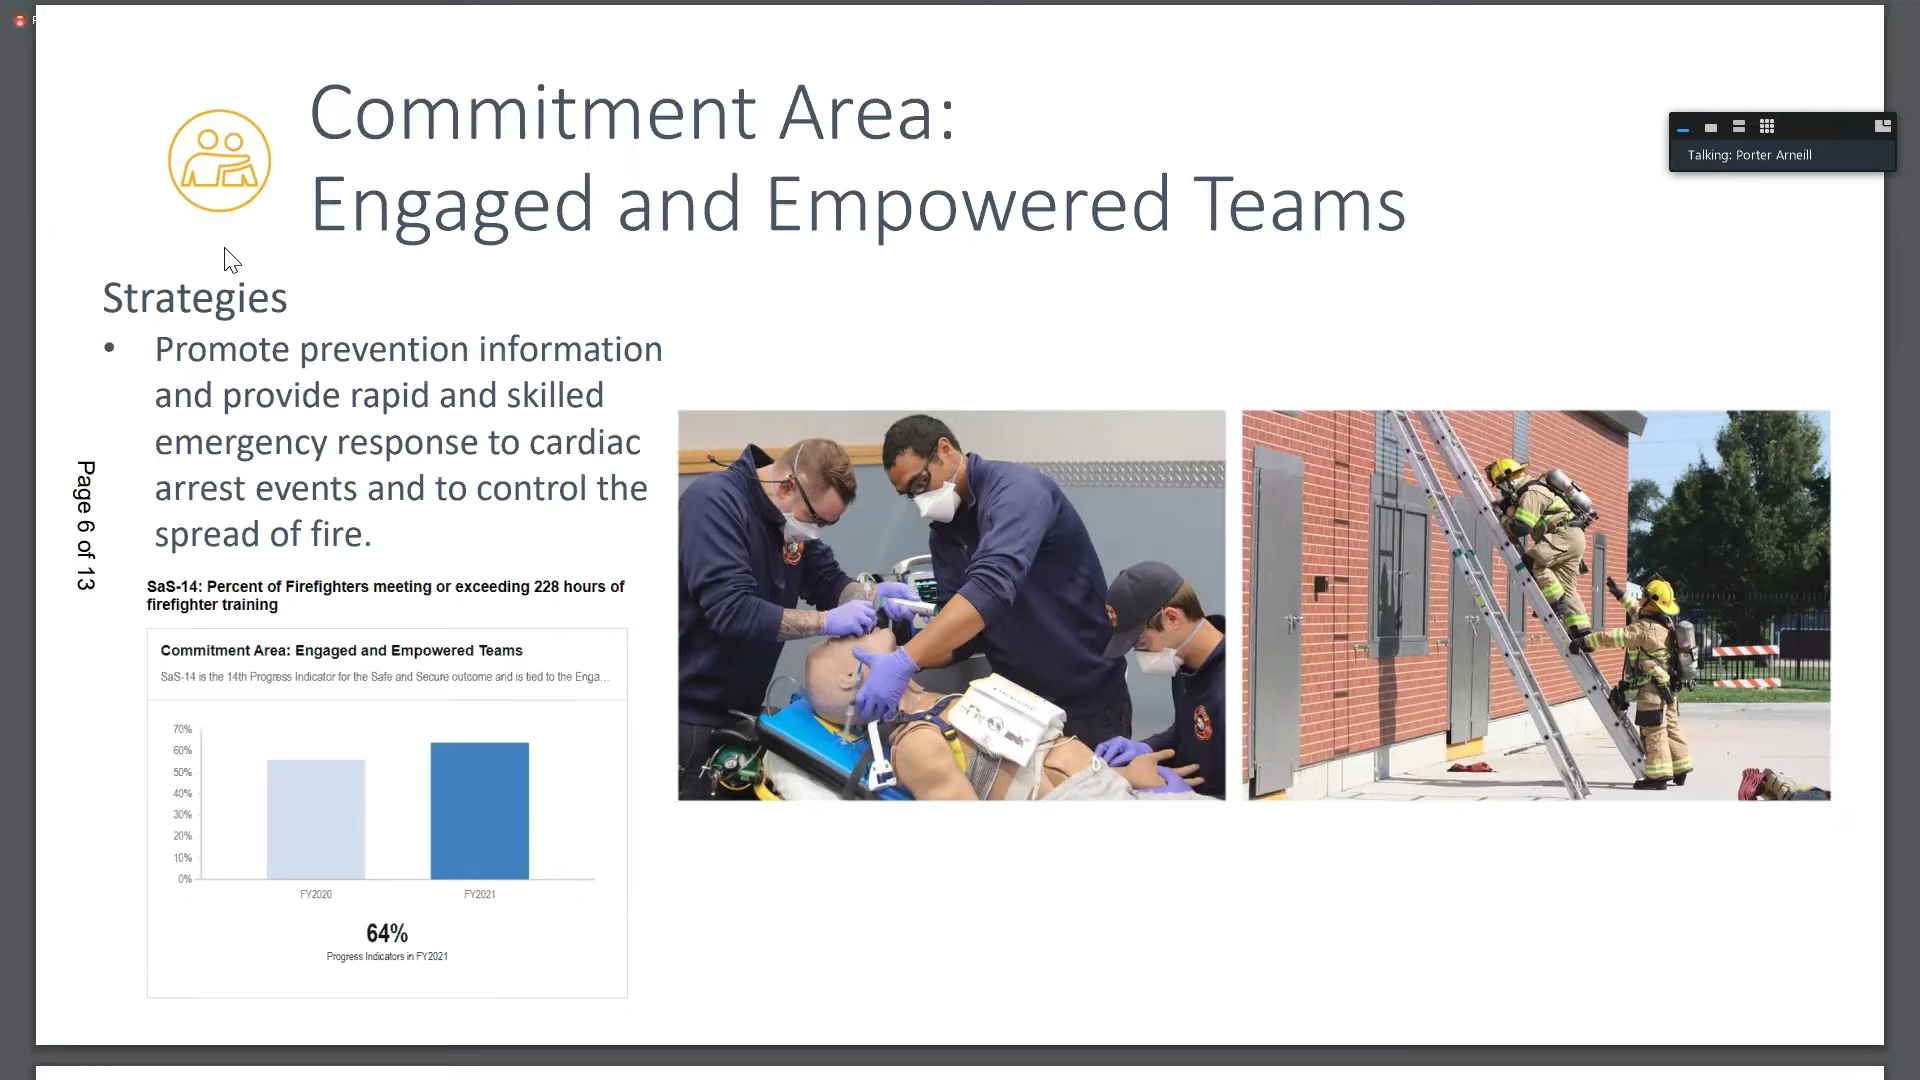 Commitment Area:
Engaged and Empowered Teams
Talking: Porter Arneill
Strategies
• Promote prevention information
and provide rapid and skilled
emergency response to cardiac
arrest events and to control the
spread of fire.
Page 6 of 13
SaS-14: Percent of Firefighters meeting or exceeding 228 hours of
firefighter training
Commitment Area: Engaged and Empowered Teams
SaS-14 is the 14th Progress Indicator for the Safe and Secure outcome and is tied to the Enga...
70%
60%
50%
40%
30%
20%
10%
0%
FY2020 FY2021
64%
Progress Indicators in FY2021